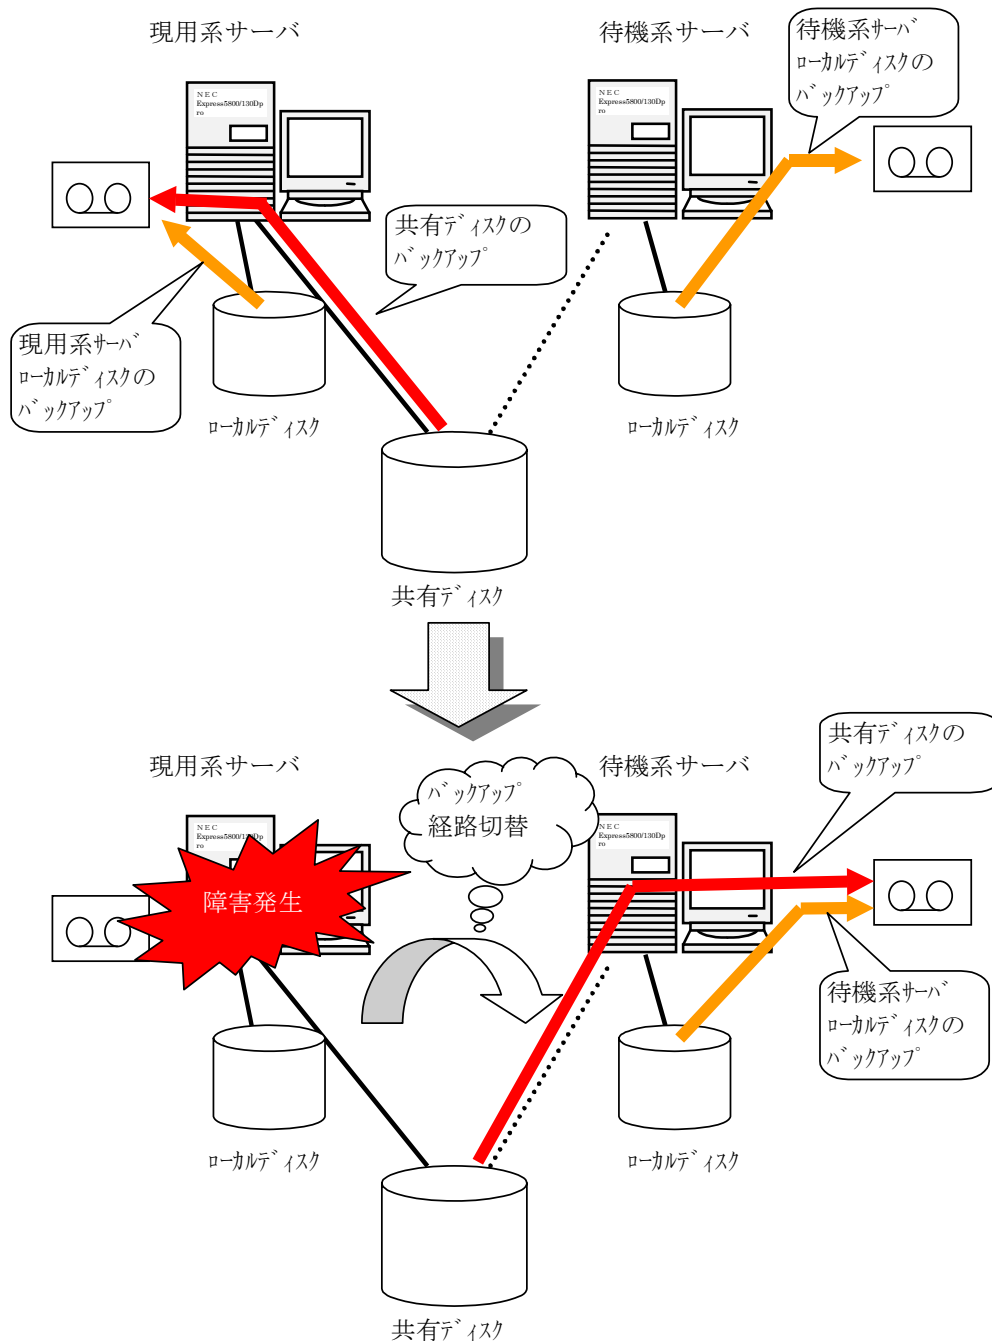 現用系サーバ
待機系サーバ
待機系ｻｰﾊﾞ
ﾛｰｶﾙﾃﾞｨｽｸの
ﾊﾞｯｸｱｯﾌﾟ
NEC
Express5800/130Dp
ro
NEC
Express5800/130Dp
ro
共有ﾃﾞｨｽｸの
ﾊﾞｯｸｱｯﾌﾟ
現用系ｻｰﾊﾞ
ﾛｰｶﾙﾃﾞｨｽｸの
ﾊﾞｯｸｱｯﾌﾟ
ﾛｰｶﾙﾃﾞｨｽｸ
ﾛｰｶﾙﾃﾞｨｽｸ
共有ﾃﾞｨｽｸ
現用系サーバ
待機系サーバ
共有ﾃﾞｨｽｸの
ﾊﾞｯｸｱｯﾌﾟ
ﾊﾞｯｸｱｯﾌﾟ
経路切替
NEC
Express5800/130Dp
ro
NEC
Express5800/130Dp
ro
障害発生
待機系ｻｰﾊﾞ
ﾛｰｶﾙﾃﾞｨｽｸの
ﾊﾞｯｸｱｯﾌﾟ
ﾛｰｶﾙﾃﾞｨｽｸ
ﾛｰｶﾙﾃﾞｨｽｸ
共有ﾃﾞｨｽｸ